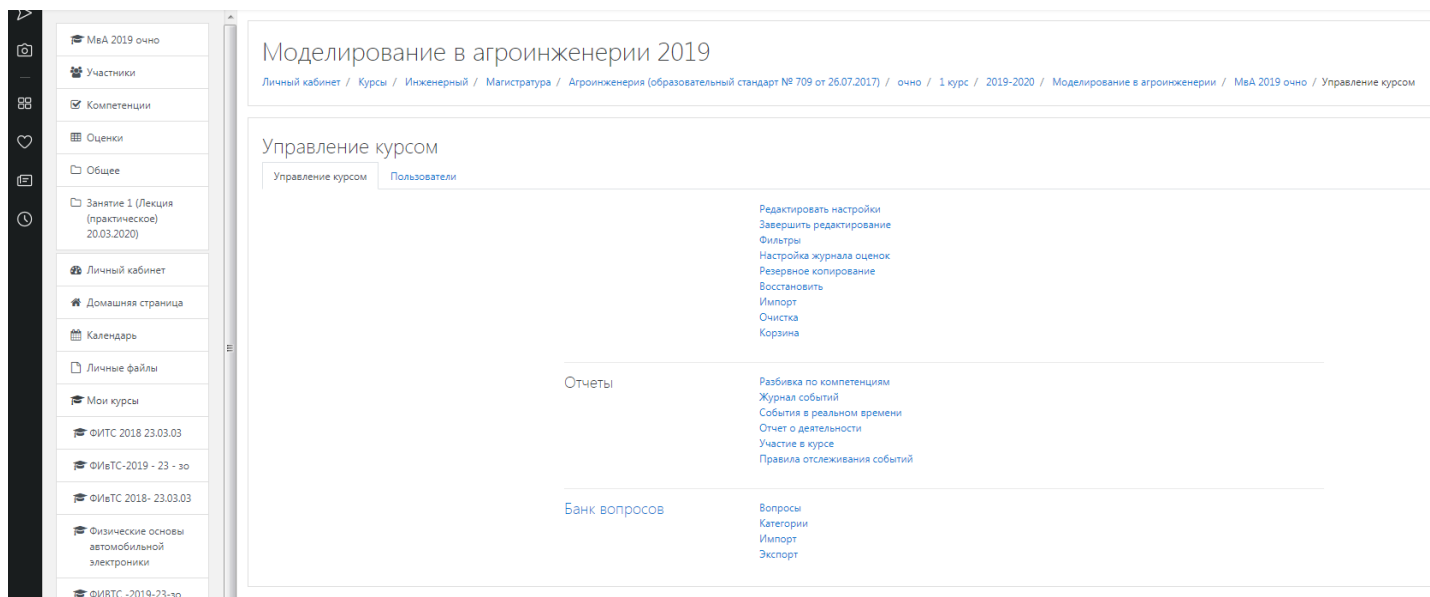 МвА 2019 очно
Участники
Компетенции
Оценки
Общее
Занятие 1 (Лекция
(практическое)
20.03.2020)
Личный кабинет
Домашняя страница
Календарь
Личные файлы
Мои курсы
ФИТС 2018 23.03.03
ФИвТС-2019 - 23 - зо
ФИвТС 2018- 23.03.03
Физические основы
автомобильной
электроники
ФИВТС -2019-23-зо
Моделирование в агроинженерии 2019
Личный кабинет / Курсы / Инженерный / Магистратура / Агроинженерия (образовательный стандарт № 709 от 26.07.2017) / очно / 1 курс / 2019-2020 / Моделирование в агроинженерии / МвА 2019 очно / Управление курсом
Управление курсом
Управление курсом Пользователи
Редактировать настройки
Завершить редактирование
Фильтры
Настройка журнала оценок
Резервное копирование
Восстановить
Импорт
Очистка
Корзина
Отчеты
Разбивка по компетенциям
Журнал событий
События в реальном времени
Отчет о деятельности
Участие в курсе
Правила отслеживания событий
Банк вопросов
Вопросы
Категории
Импорт
Экспорт